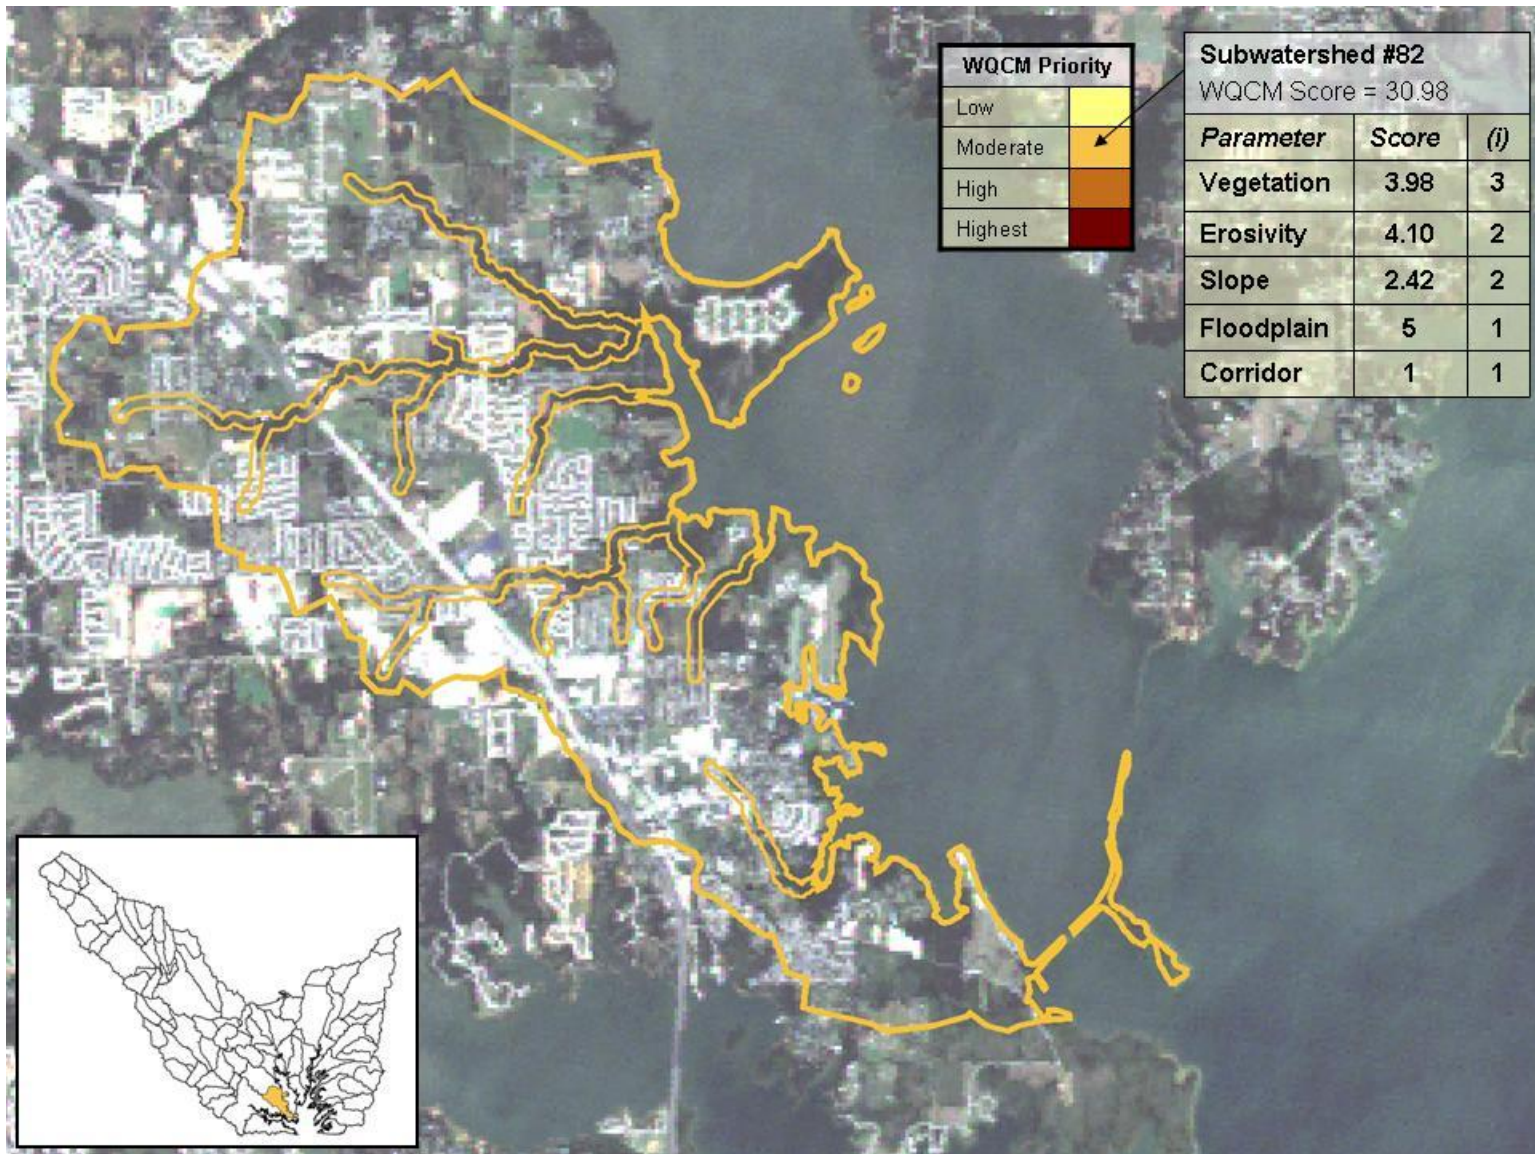 WQCM Priority
Low
Moderate
High
Highest
Subwatershed #82
WQCM Score = 30.98
Parameter Score (i)
Vegetation 3.98 3
Erosivity 4.10 2
Slope 2.42 2
Floodplain 5 1
Corridor 1 1